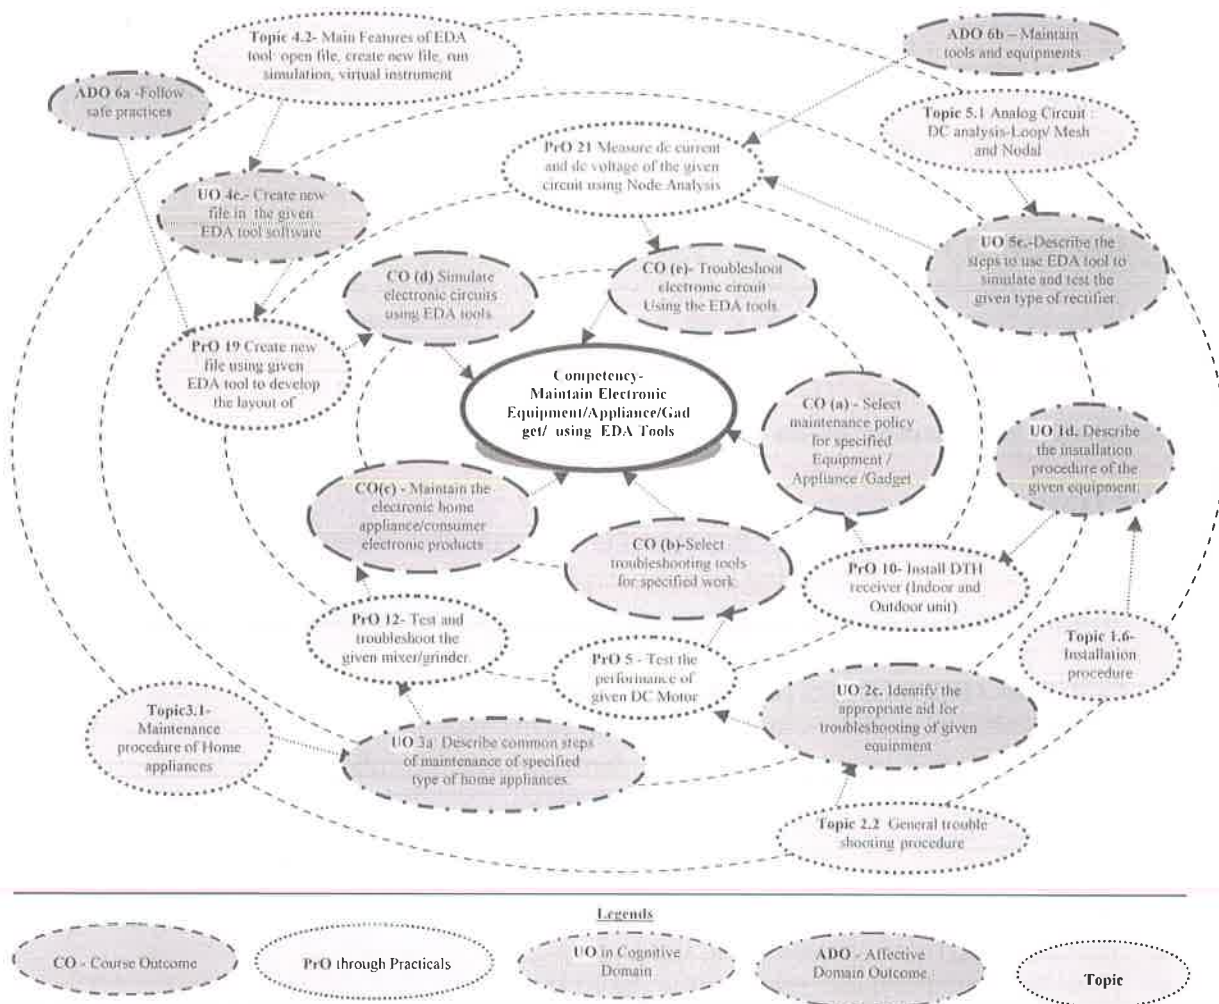 Topic 4.2- Main Features of EDA
tool: open file, create new file, run
simulation, virtual instrument
ADO 6b – Maintain
tools and equipments
ADO 6a -Follow
safe practices
Topic 5.1 Analog Circuit :
DC analysis-Loop/ Mesh
and Nodal
PrO 21 Measure dc current
and dc voltage of the given
circuit using Node Analysis
UO 4c.- Create new
file in the given
EDA tool software
UO 5c.-Describe the
steps to use EDA tool to
simulate and test the
given type of rectifier.
CO (d) Simulate
electronic circuits
using EDA tools
CO (e)- Troubleshoot
electronic circuit
Using the EDA tools
PrO 19 Create new
file using given
EDA tool to develop
the layout of
Competency-
Maintain Electronic
Equipment/Appliance/Gad
get/ using EDA Tools
CO (a) - Select
maintenance policy
for specified
Equipment /
Appliance /Gadget
UO 1d. Describe
the installation
procedure of the
given equipment.
CO(c) - Maintain the
electronic home
appliance/consumer
electronic products
CO (b)-Select
troubleshooting tools
for specified work
PrO 10- Install DTH
receiver (Indoor and
Outdoor unit)
PrO 12- Test and
troubleshoot the
given mixer/grinder.
PrO 5 - Test the
performance of
given DC Motor
Topic 1.6-
Installation
procedure
UO 2c. Identify the
appropriate aid for
troubleshooting of given
equipment
Topic3.1-
Maintenance
procedure of Home
appliances
UO 3a Describe common steps
of maintenance of specified
type of home appliances.
Topic 2.2 General trouble
shooting procedure
Legends
CO - Course Outcome
PrO through Practicals
UO in Cognitive
Domain
ADO - Affective
Domain Outcome
Topic